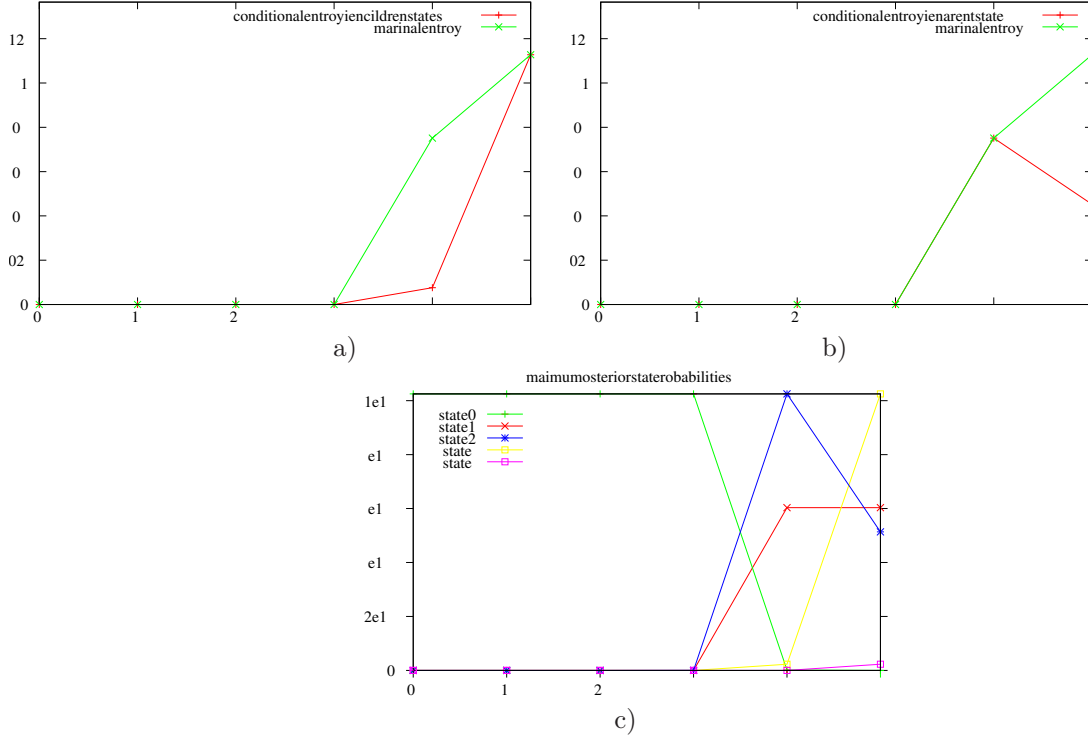 conditionalentroyiencildrenstates
marinalentroy
12
1
0
0
0
02
0
0 1 2
a)
conditionalentroyienarentstate
marinalentroy
12
1
0
0
0
02
0
0 1 2
b)
maimumosteriorstaterobabilities
state0
state1
state2
state
state
1e1
e1
e1
e1
2e1
0
0 1 2
c)